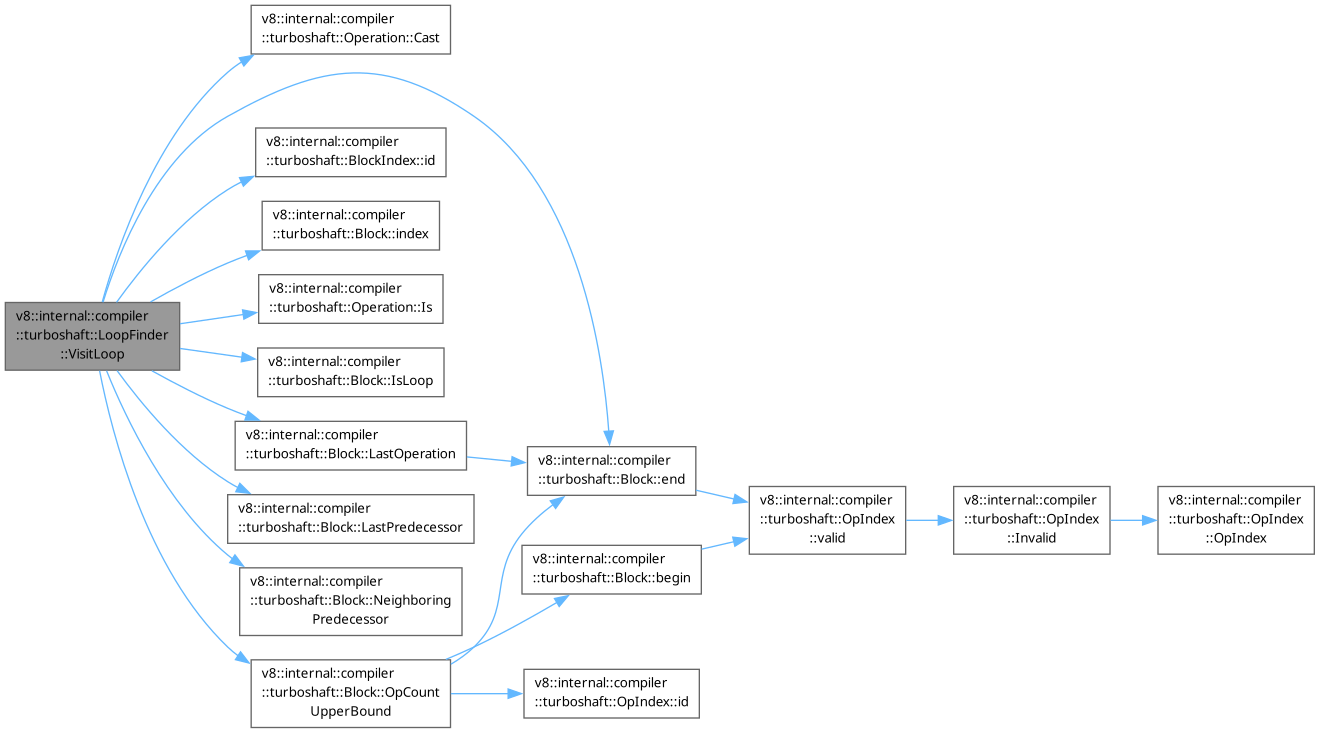 v8::internal::compiler
::turboshaft::Operation::Cast
v8::internal::compiler
::turboshaft::BlockIndex::id
v8::internal::compiler
::turboshaft::Block::index
v8::internal::compiler
::turboshaft::Operation::Is
v8::internal::compiler
::turboshaft::LoopFinder
::VisitLoop
v8::internal::compiler
::turboshaft::Block::IsLoop
v8::internal::compiler
::turboshaft::Block::LastOperation
v8::internal::compiler
::turboshaft::Block::end
v8::internal::compiler
::turboshaft::Block::LastPredecessor
v8::internal::compiler
::turboshaft::OpIndex
::valid
v8::internal::compiler
::turboshaft::OpIndex
::Invalid
v8::internal::compiler
::turboshaft::OpIndex
::OpIndex
v8::internal::compiler
::turboshaft::Block::begin
v8::internal::compiler
::turboshaft::Block::Neighboring
Predecessor
v8::internal::compiler
::turboshaft::Block::OpCount
UpperBound
v8::internal::compiler
::turboshaft::OpIndex::id